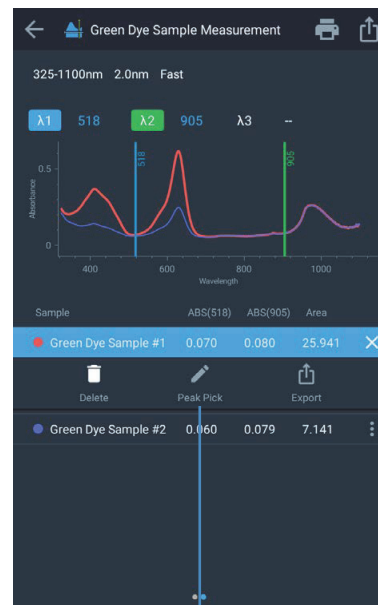 Green Dye Sample Measurement
325-1100nm 2.0nm Fast
λ1 518 λ2 905 λ3 --
518
905
Absorbance
0.5
0
400 600 800 1000
Wavelength
Sample ABS(518) ABS(905) Area
Green Dye Sample #1 0.070 0.080 25.941
Delete Peak Pick Export
Green Dye Sample #2 0.060 0.079 7.141